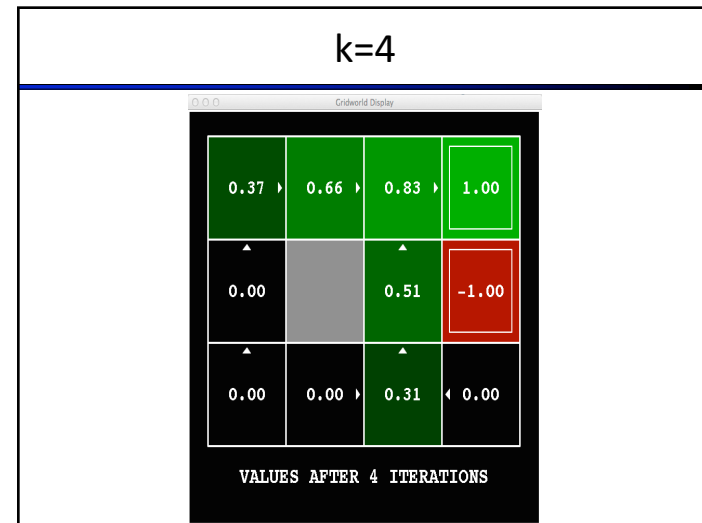 k=4
Gridworld Display
0.37 0.66 0.83 1.00
0.00 0.51 -1.00
0.00 0.00 0.31 0.00
VALUES AFTER 4 ITERATIONS